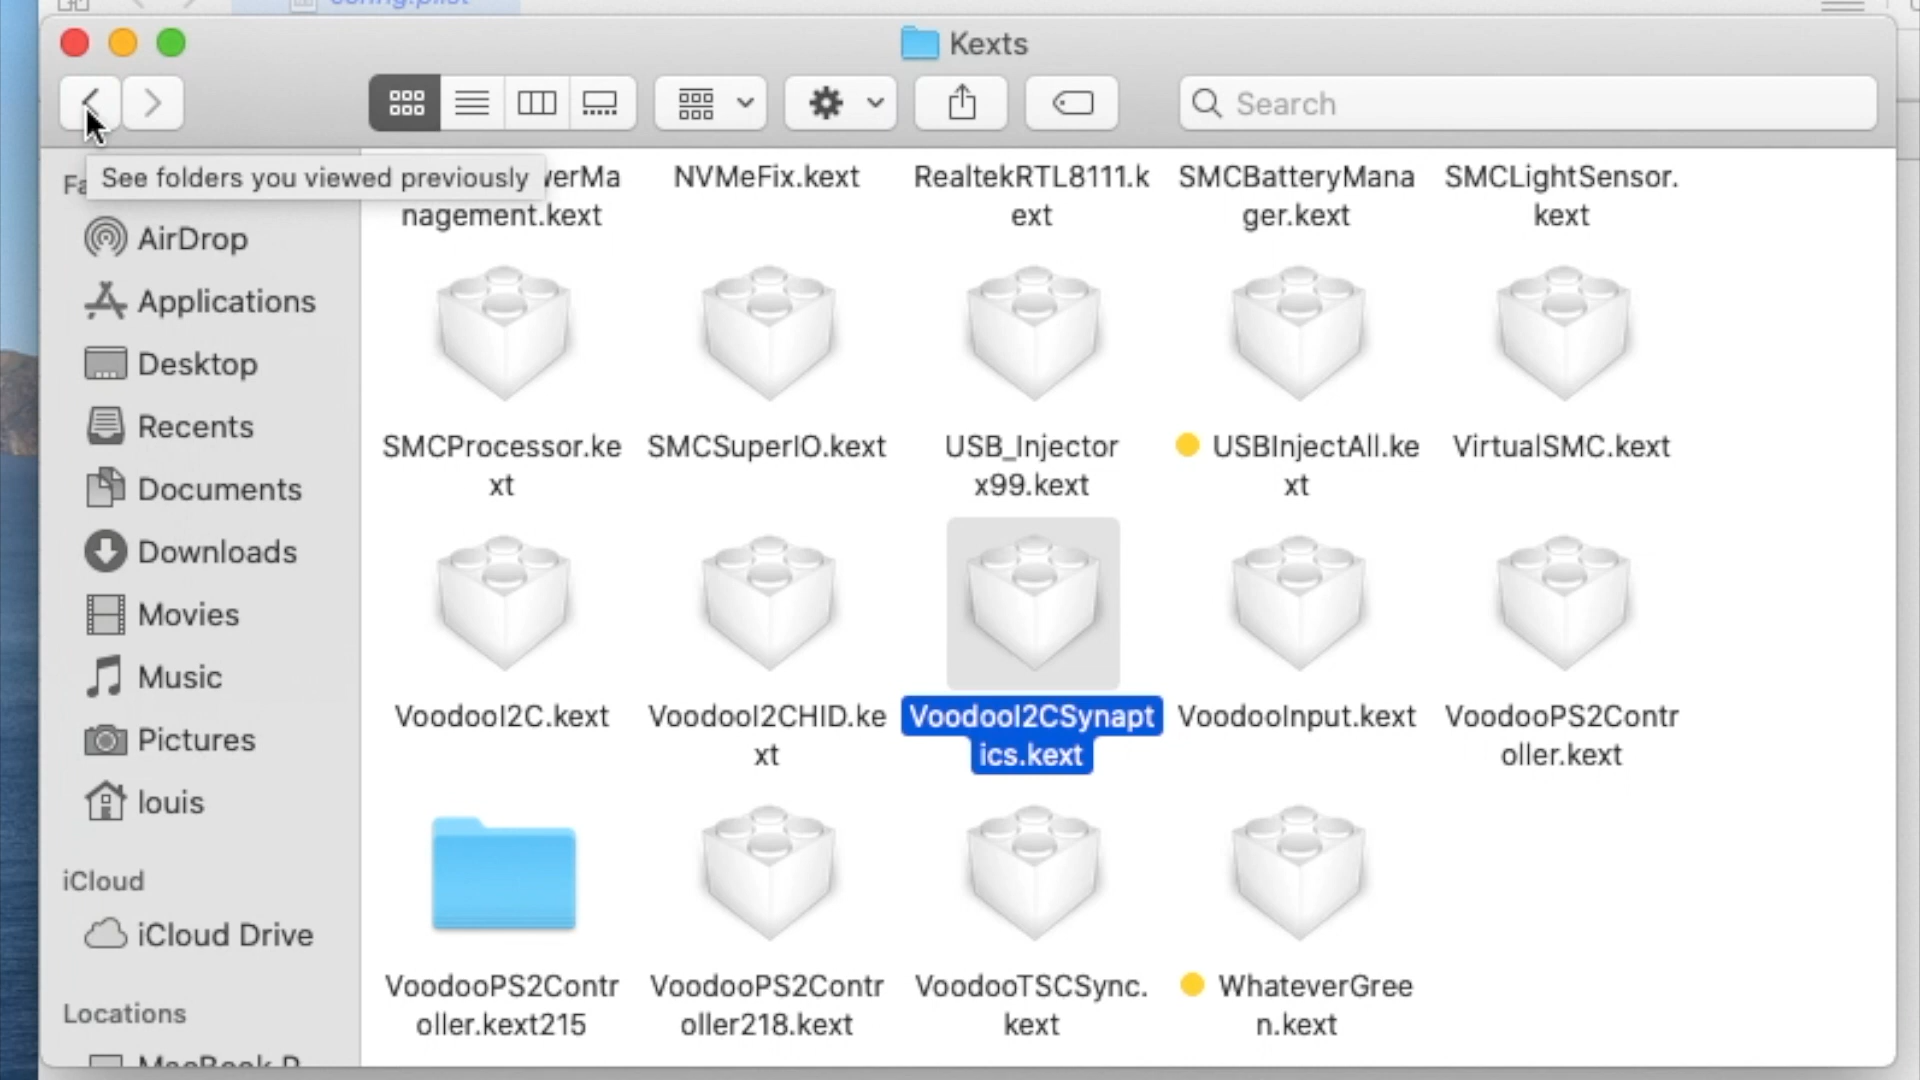 config.plist
Kexts
Search
See folders you viewed previously
AirDrop
Applications
Desktop
Recents
Documents
Downloads
Movies
Music
Pictures
louis
iCloud
iCloud Drive
Locations
verMa
nagement.kext
NVMeFix.kext
RealtekRTL8111.k
ext
SMCBatteryMana
ger.kext
SMCLightSensor.
kext
SMCProcessor.ke
xt
SMCSuperIO.kext
USB_Injector
x99.kext
USBInjectAll.ke
xt
VirtualSMC.kext
VoodooI2C.kext
VoodooI2CHID.ke
xt
VoodooI2CSynapt
ics.kext
VoodooInput.kext
VoodooPS2Contr
oller.kext
VoodooPS2Contr
oller.kext215
VoodooPS2Contr
oller218.kext
VoodooTSCSync.
kext
WhateverGree
n.kext